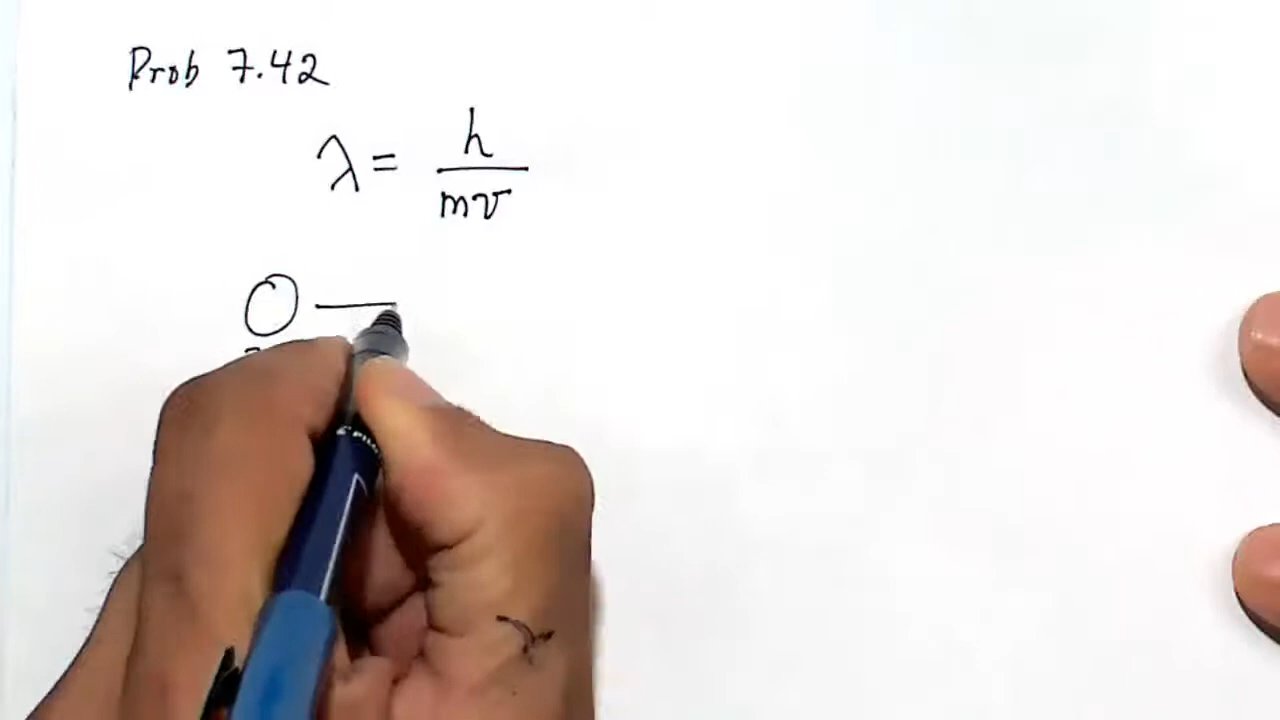 Prob 7.42
λ = h / mv